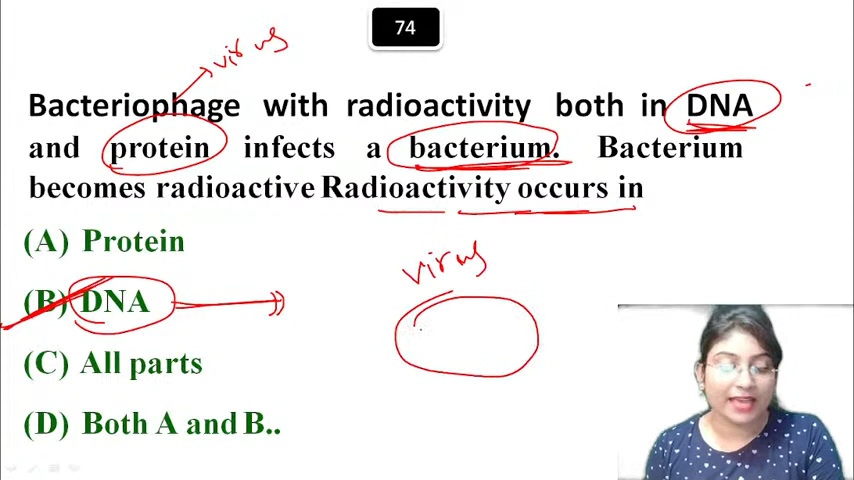 74
virus
Bacteriophage with radioactivity both in DNA
and protein infects a bacterium. Bacterium
becomes radioactive Radioactivity occurs in
(A) Protein
(B) DNA
(C) All parts
(D) Both A and B..
virus